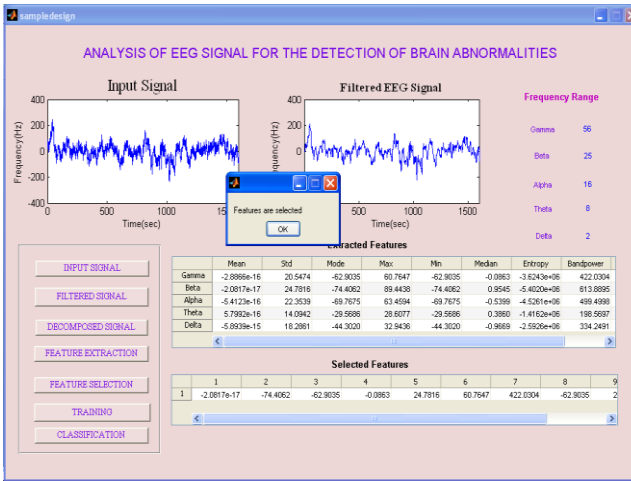 sampledesign
ANALYSIS OF EEG SIGNAL FOR THE DETECTION OF BRAIN ABNORMALITIES
Input Signal
Filtered EEG Signal
Frequency(Hz)
400
200
0
-200
-400
0 500 1000 1500
Time(sec)
400
200
0
500 1000 1500
Time(sec)
Frequency Range
Gamma 56
Beta 25
Alpha 16
Theta 8
Delta 2
Features are selected
OK
INPUT SIGNAL
FILTERED SIGNAL
DECOMPOSED SIGNAL
FEATURE EXTRACTION
FEATURE SELECTION
TRAINING
CLASSIFICATION
Extracted Features
Mean Std Mode Max Min Median Entropy Bandpower
Gamma -2.8866e-16 20.5474 -62.9035 60.7647 -62.9035 -0.0863 -3.6243e+06 422.0304
Beta -2.0817e-17 24.7816 -74.4062 89.4438 -74.4062 0.9545 -5.4020e+06 613.8895
Alpha -5.4123e-16 22.3539 -69.7675 63.4594 -69.7675 -0.5399 -4.5261e+06 499.4998
Theta 5.7992e-16 14.0942 -29.5686 28.6077 -29.5686 0.3860 -1.4162e+06 198.5697
Delta -5.8939e-15 18.2861 -44.3020 32.9436 -44.3020 -0.9669 -2.5926e+06 334.2491
Selected Features
1 2 3 4 5 6 7 8 9
1 -2.0817e-17 -74.4062 -62.9035 -0.0863 24.7816 60.7647 422.0304 -62.9035 2